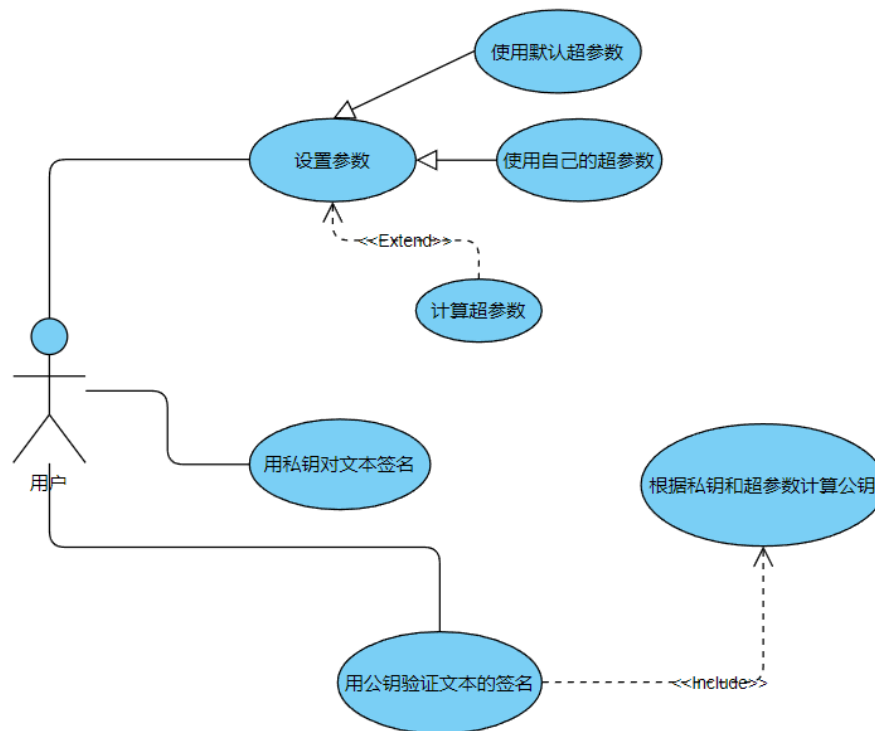 使用默认超参数
设置参数
使用自己的超参数
<<Extend>>
计算超参数
用户
用私钥对文本签名
根据私钥和超参数计算公钥
用公钥验证文本的签名
<<Include>>